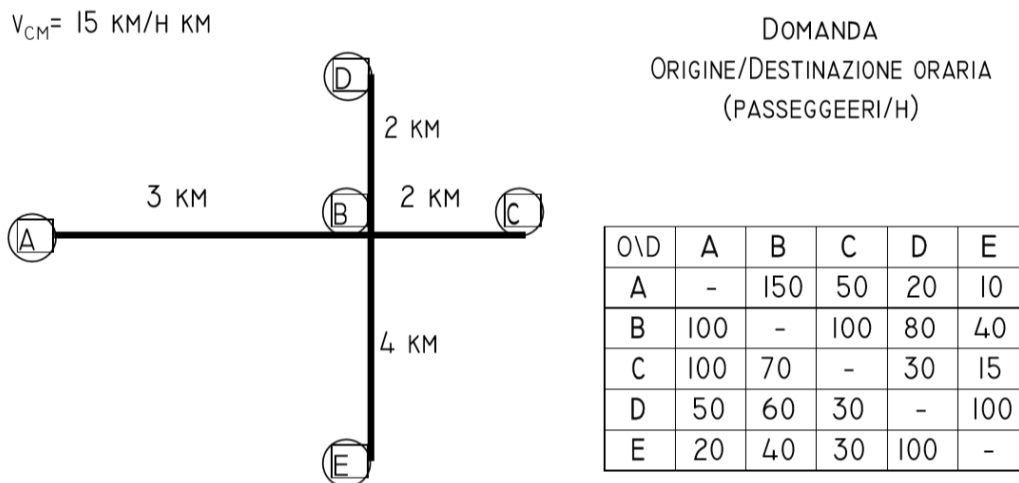 VCM= 15 KM/H KM
DOMANDA
ORIGINE/DESTINAZIONE ORARIA
(PASSEGGEERI/H)
D
2 KM
3 KM
B
2 KM
C
A
4 KM
E
O\D A B C D E
A - 150 50 20 10
B 100 - 100 80 40
C 100 70 - 30 15
D 50 60 30 - 100
E 20 40 30 100 -